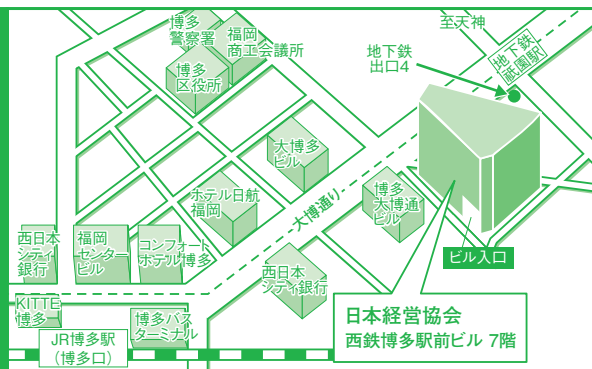 博多
警察署
福岡
商工会議所
博多
区役所
至天神
地下鉄
出口4
地下鉄
祇園駅
大博多
ビル
ホテル日航
福岡
大博通り
博多
大博通
ビル
西日本
シティ
銀行
福岡
センター
ビル
コンフォート
ホテル博多
西日本
シティ銀行
ビル入口
KITTE
博多
博多バス
ターミナル
JR博多駅
(博多口)
日本経営協会
西鉄博多駅前ビル 7階